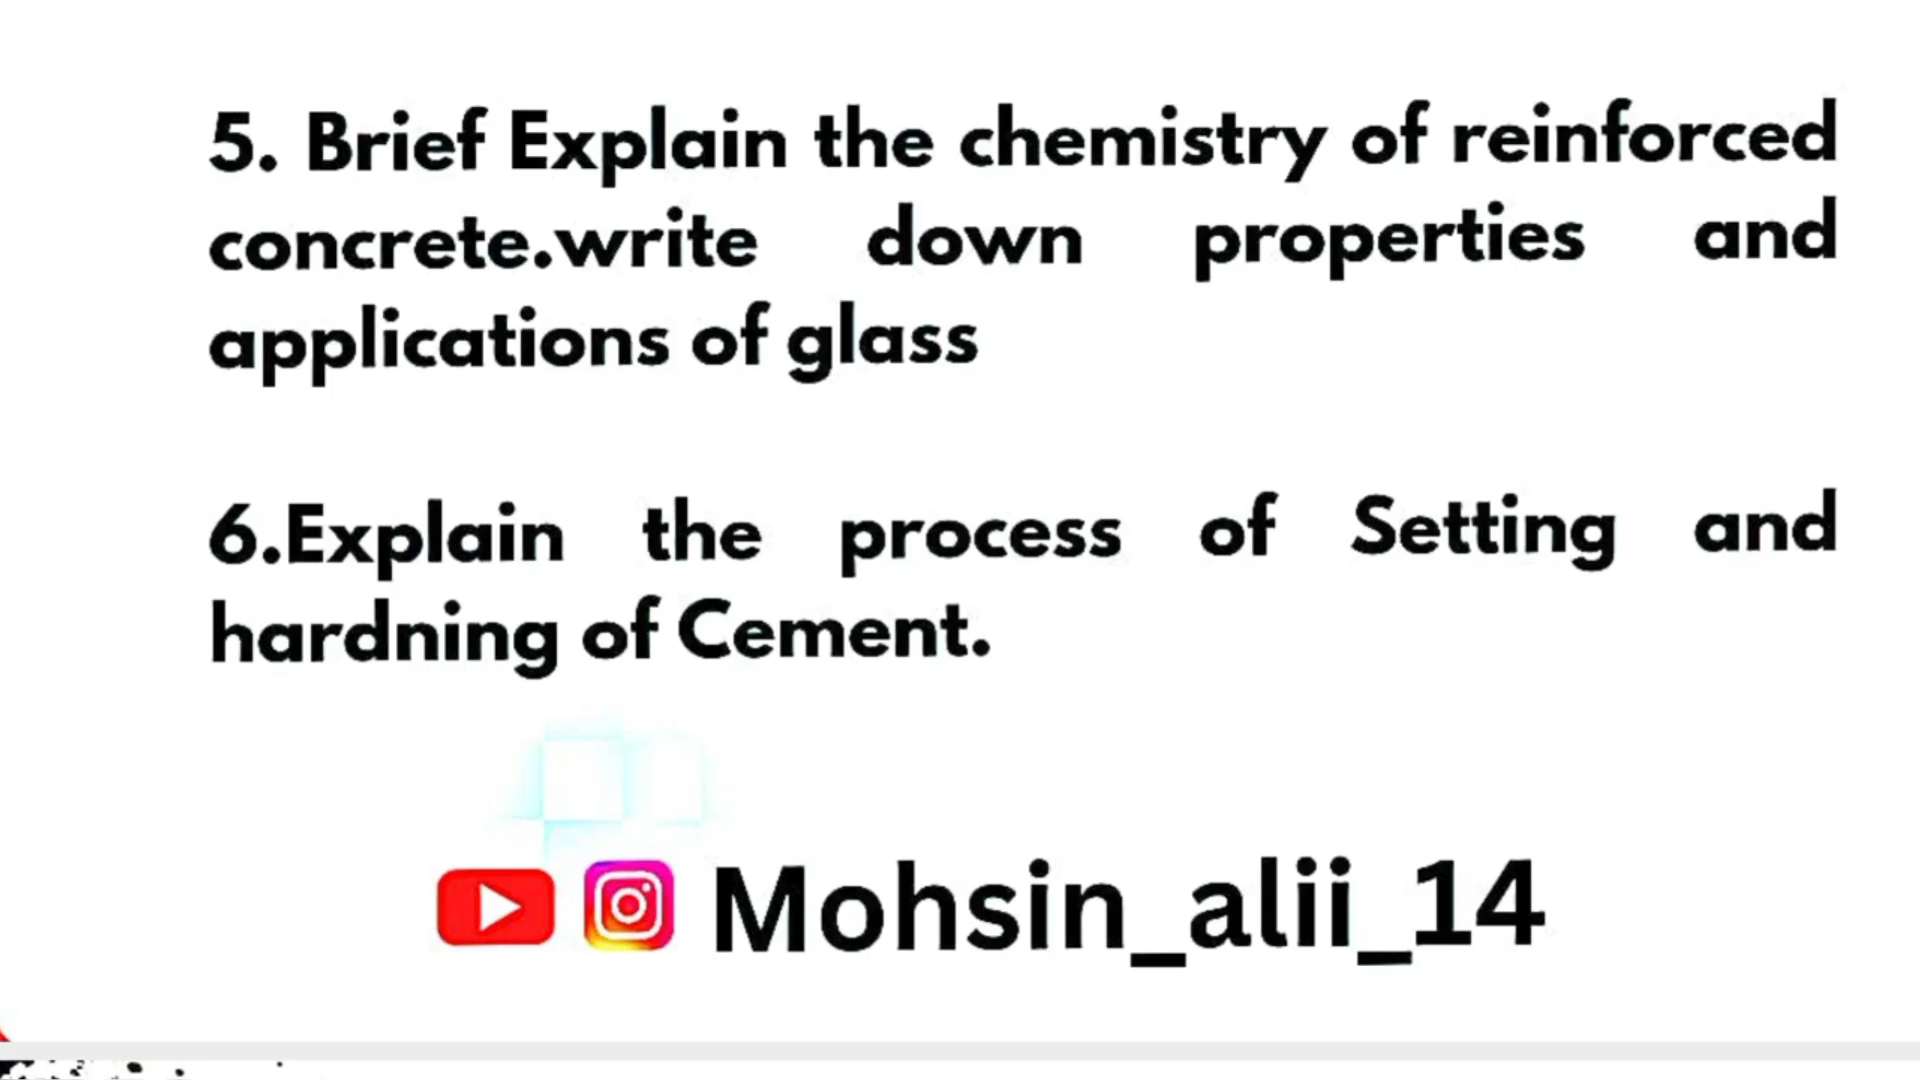 5. Brief Explain the chemistry of reinforced
concrete.write down properties and
applications of glass
6.Explain the process of Setting and
hardning of Cement.
Mohsin_alii_14